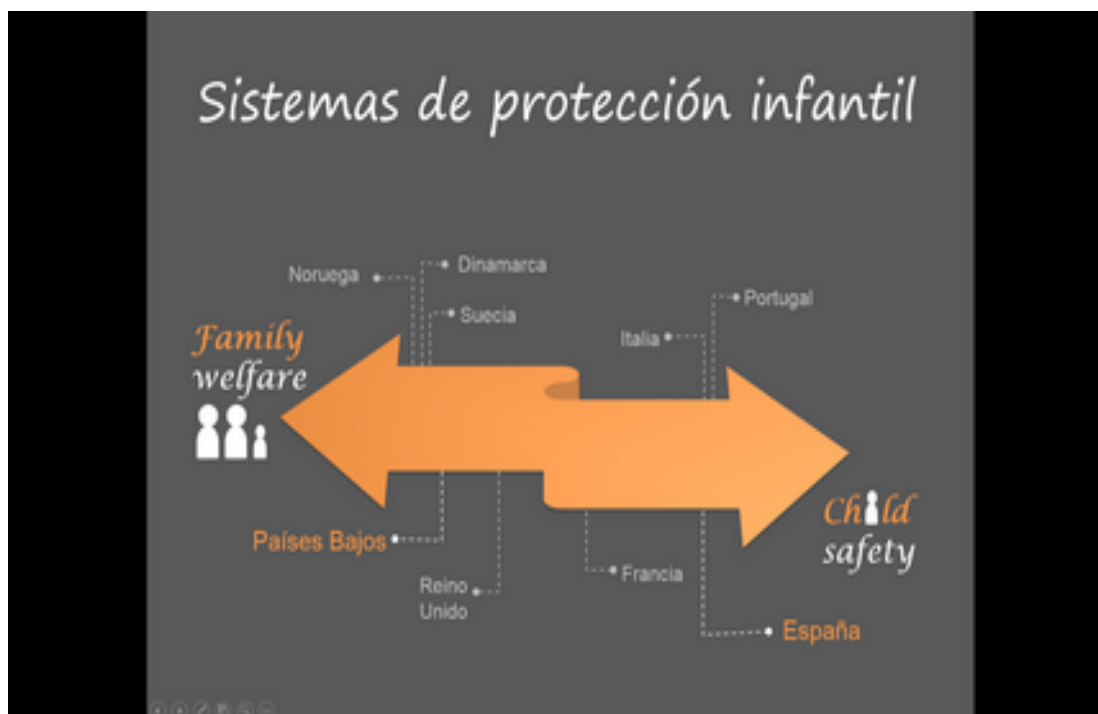 Sistemas de protección infantil
Noruega
Dinamarca
Suecia
Portugal
Italia
Family
welfare
Países Bajos
Reino
Unido
Francia
España
Child
safety